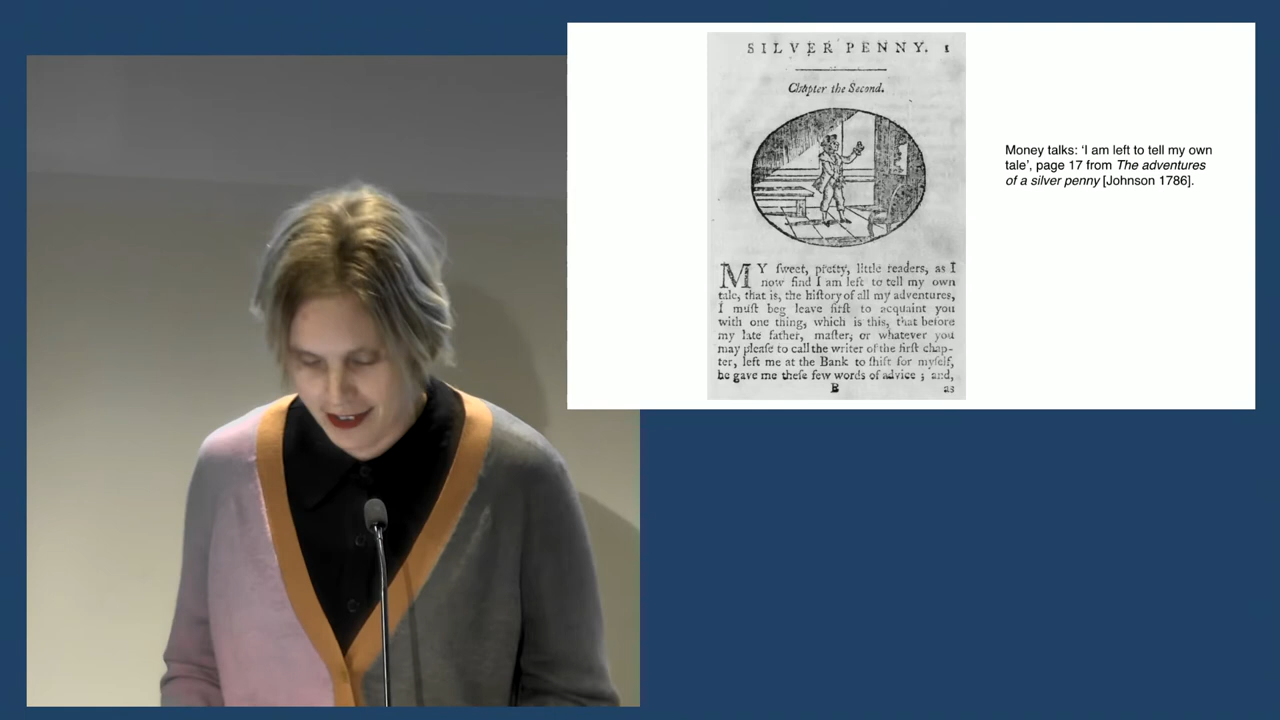 SILVER PENNY.
Chapter the Second.
MY ſweet, pretty, little readers, as I
now find I am left to tell my own
tale, that is, the hiſtory of all my adventures,
I muſt beg leave firſt to acquaint you
with one thing, which is this, that before
my late father, maſter, or whatever you
may pleaſe to call the writer of the firſt chap-
ter, left me at the Bank to ſhift for myſelf,
he gave me theſe few words of advice ; and,
B
as
Money talks: ‘I am left to tell my own
tale’, page 17 from The adventures
of a silver penny [Johnson 1786].